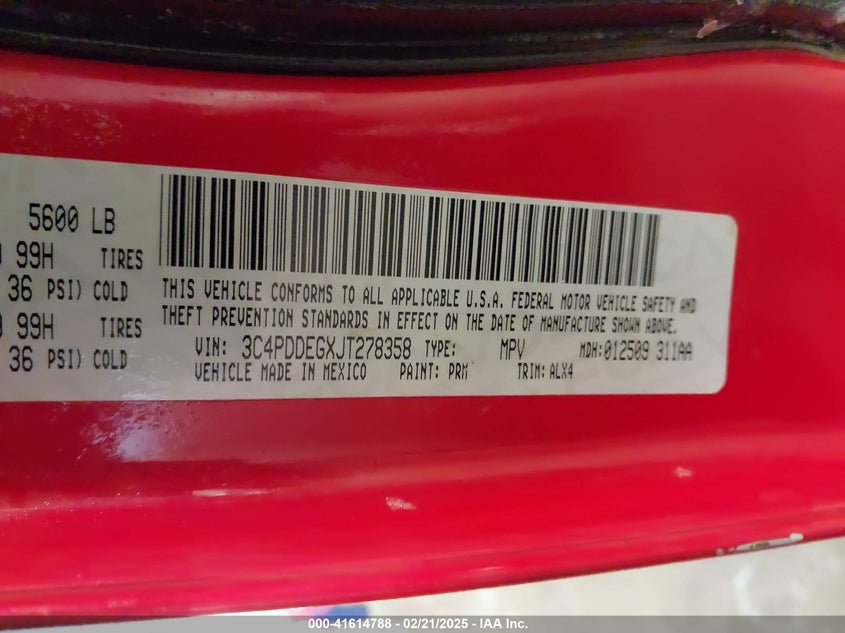 5600 LB
99H TIRES
36 PSI) COLD
99H TIRES
36 PSI) COLD
THIS VEHICLE CONFORMS TO ALL APPLICABLE U.S.A. FEDERAL MOTOR VEHICLE SAFETY AND
THEFT PREVENTION STANDARDS IN EFFECT ON THE DATE OF MANUFACTURE SHOWN ABOVE.
VIN: 3C4PDDEGXJT278358 TYPE: MPV MDH: 012509 311AA
VEHICLE MADE IN MEXICO PAINT: PRM TRIM: ALX4
000-41614788 - 02/21/2025 - IAA Inc.